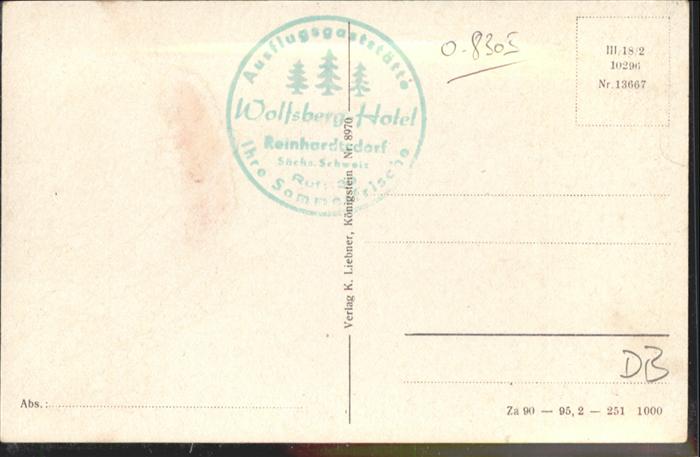 Ausflugsgaststätte
Wolfsberg-Hotel
Reinhardtsdorf
Sächs. Schweiz
Ruf:
Ihre Sommerfrische
Verlag K. Liebner, Königstein Nr. 8970
0-8305
III/18/2
10296
Nr. 13667
DB
Abs.:
Za 90 — 95, 2 — 251 1000